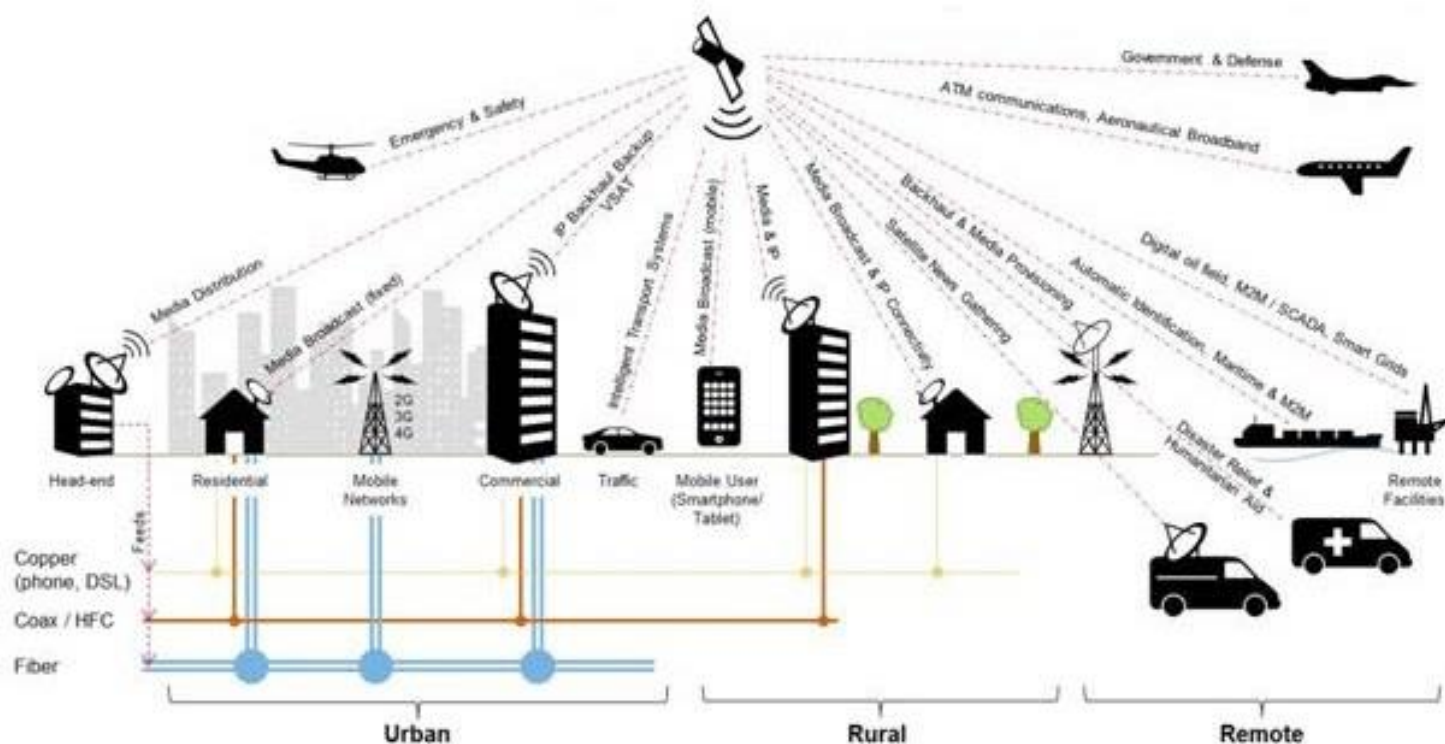 Government & Defense
ATM communications, Aeronautical Broadband
Emergency & Safety
IP Backhaul Backup
VSAT
Media Distribution
Media Broadcast (fixed)
Intelligent Transport Systems
Media Broadcast (mobile)
Media & IP
Media Broadcast & IP Connectivity
Satellite News Gathering
Backhaul & Media Provisioning
Automatic Identification, Maritime & M2M
Digital oil field, M2M / SCADA, Smart Grids
Disaster Relief &
Humanitarian Aid
2G
3G
4G
Head-end
Residential
Mobile
Networks
Commercial
Traffic
Mobile User
(Smartphone/
Tablet)
Remote
Facilities
Feeds
Copper
(phone, DSL)
Coax / HFC
Fiber
Urban
Rural
Remote